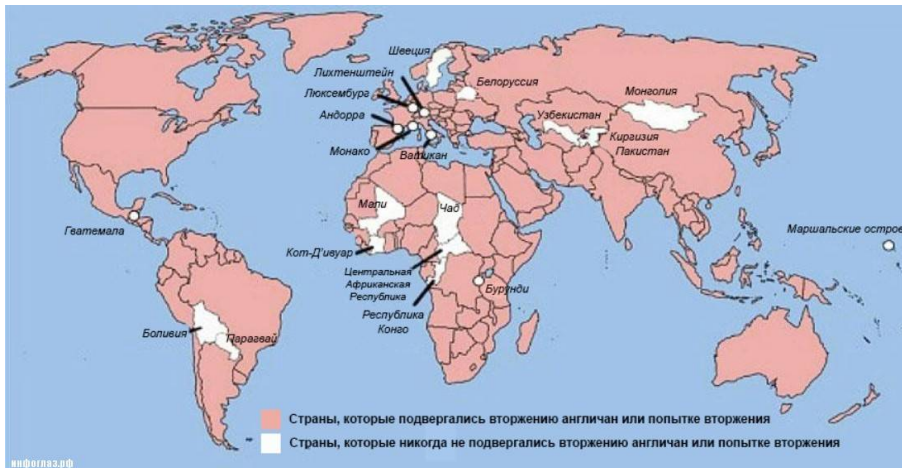 Швеция
Лихтенштейн
Люксембург
Белоруссия
Монголия
Андорра
Узбекистан
Киргизия
Монако
Ватикан
Пакистан
Мали
Чад
Гватемала
Маршальские острое
Кот-Д'ивуар
Центральная
Африканская
Республика
Бурунди
Республика
Конго
Боливия
Парагвай
Страны, которые подвергались вторжению англичан или попытке вторжения
Страны, которые никогда не подвергались вторжению англичан или попытке вторжения
инфоглаз.рф